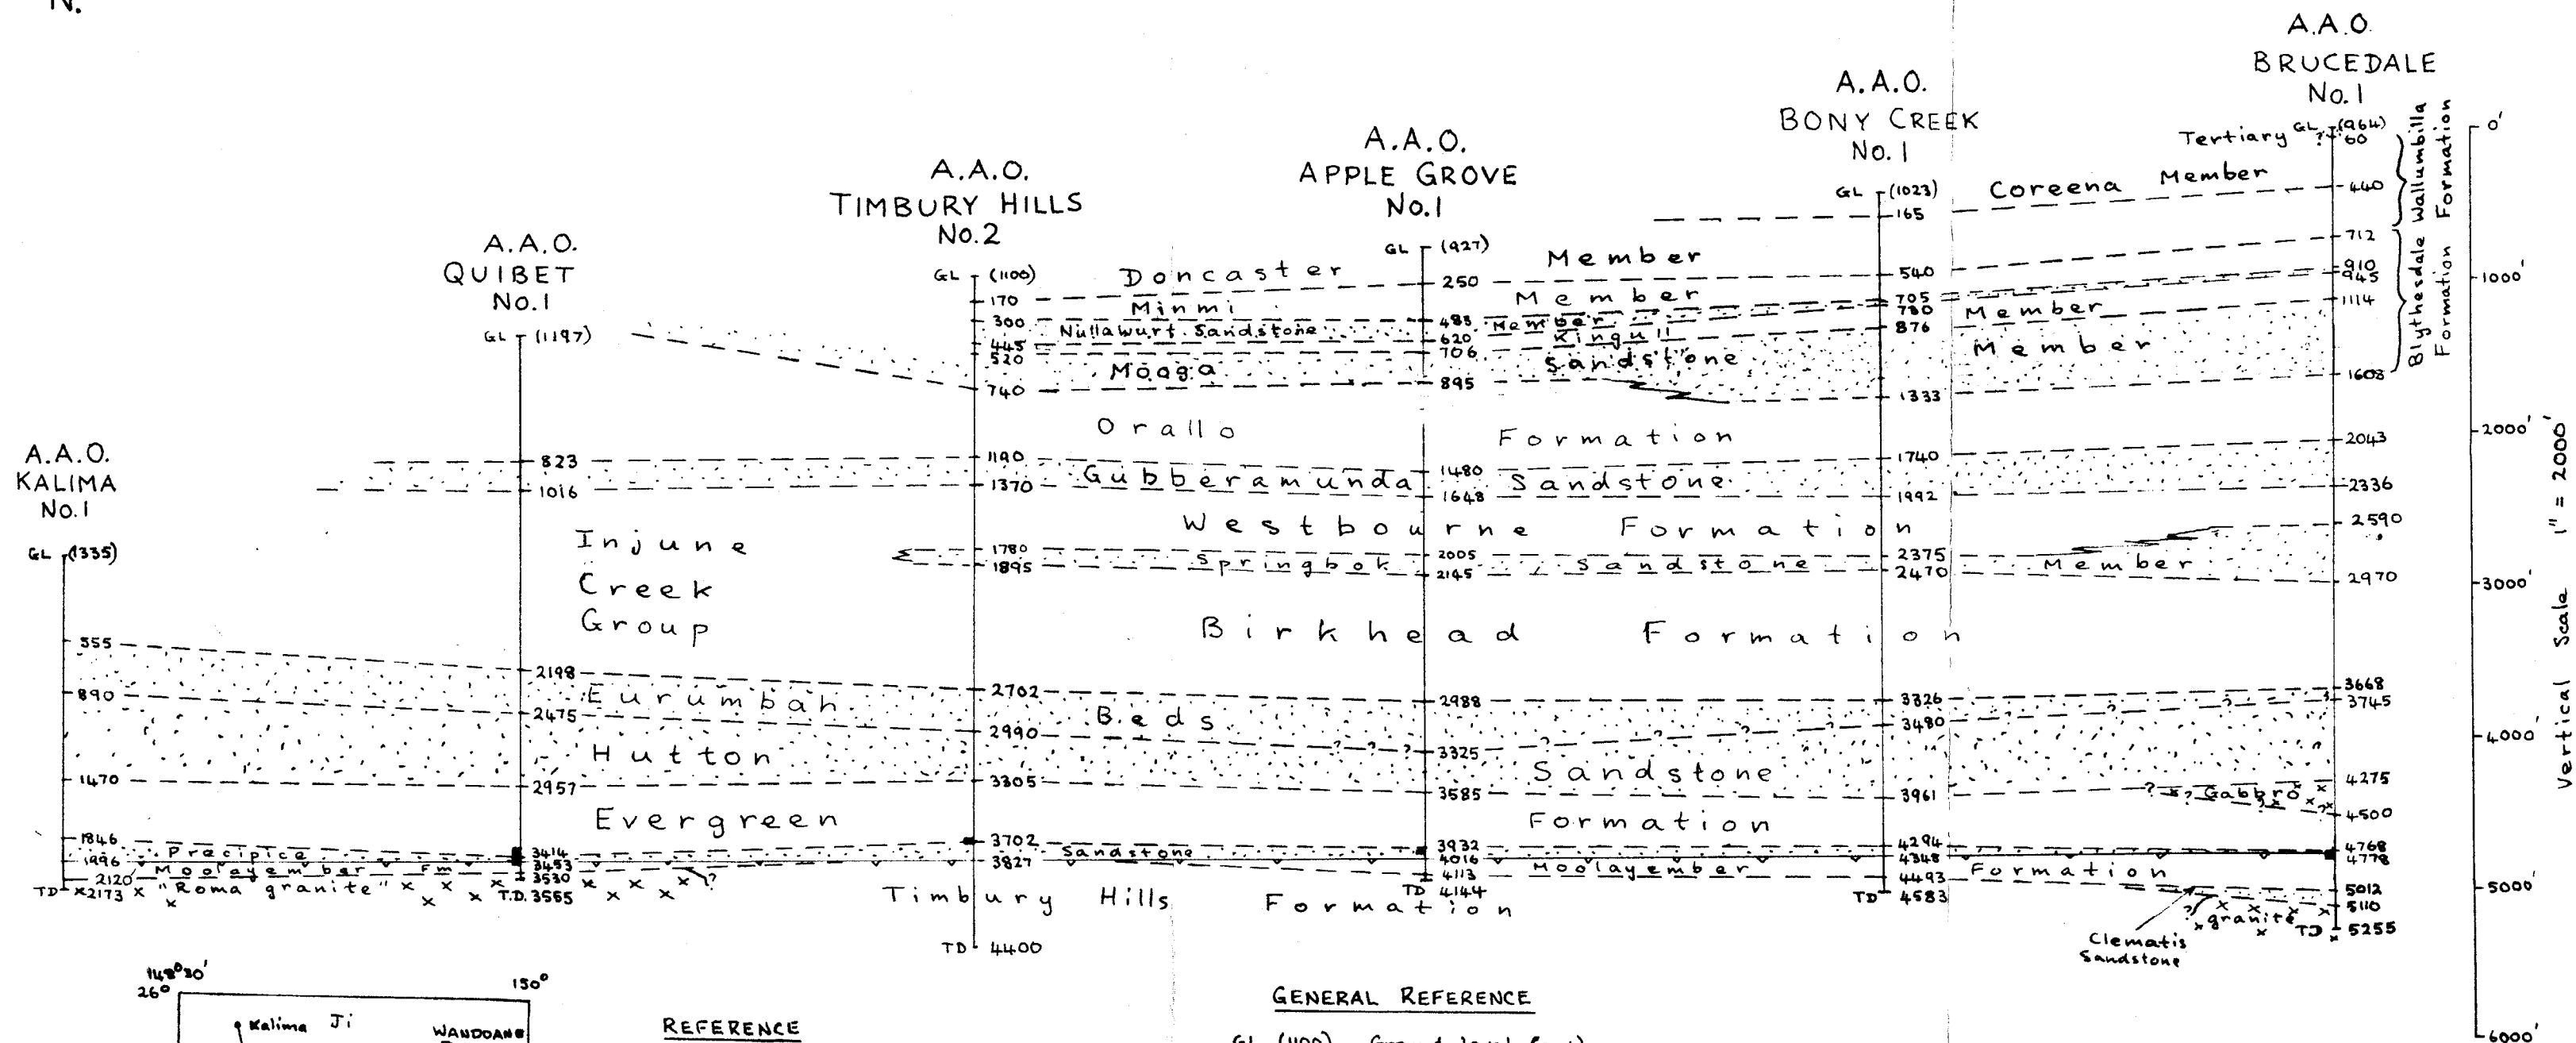 N.
A.A.O.
KALIMA
No.1
GL (1335)
555
890
1470
1846
1996
2120
TD 2173
A.A.O.
QUIBET
No.1
GL (1197)
823
1016
2198
2475
2957
3414
3453
3530
T.D. 3565
A.A.O.
TIMBURY HILLS
No.2
GL (1100)
170
300
445
520
740
1190
1370
1780
1895
2702
2990
3305
3702
3827
TD 4400
A.A.O.
APPLE GROVE
No.1
GL (927)
250
485
620
706
895
1480
1648
2005
2145
2988
3325
3585
3932
4016
4113
TD 4144
A.A.O.
BONY CREEK
No.1
GL (1023)
165
540
705
780
876
1333
1740
1992
2375
2470
3326
3480
3961
4294
4348
4493
TD 4583
A.A.O.
BRUCEDALE
No.1
GL (964)
Tertiary ? 60
440
712
910
945
1114
1608
2043
2336
2590
2970
3668
3745
4275
4500
4768
4778
5012
5110
TD 5255
Coreena Member
Doncaster Member
Minmi Member
Nullawurt Sandstone Member
Kingull Member
Mooga Sandstone Member
Orallo Formation
Gubberamunda Sandstone
Westbourne Formation
Springbok Sandstone Member
Injune
Creek
Group
Birkhead Formation
Eurumbah Beds
Hutton Sandstone
? Gabbro ?
Evergreen Formation
Precipice Sandstone
Moolayember Fm
Moolayember Formation
"Roma granite" ?
Timbury Hills Formation
? granite
Clematis
Sandstone
Wallumbilla
Formation
Blythesdale
Formation
0'
1000'
2000'
3000'
4000'
5000'
6000'
Vertical Scale 1" = 2000'
148°30'
150°
26°
Kalima Ji
WANDOAN
REFERENCE
GENERAL REFERENCE
GL (1100)